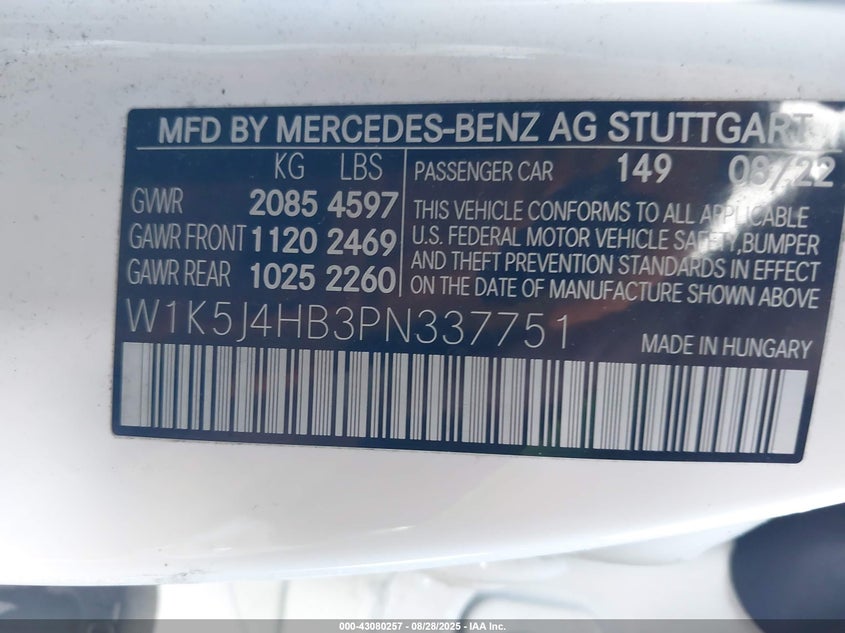 MFD BY MERCEDES-BENZ AG STUTTGART
KG LBS
GVWR 2085 4597
GAWR FRONT 1120 2469
GAWR REAR 1025 2260
PASSENGER CAR 149 08/22
THIS VEHICLE CONFORMS TO ALL APPLICABLE
U.S. FEDERAL MOTOR VEHICLE SAFETY,BUMPER
AND THEFT PREVENTION STANDARDS IN EFFECT
ON THE DATE OF MANUFACTURE SHOWN ABOVE
W1K5J4HB3PN337751
MADE IN HUNGARY
000-43080257 - 08/28/2025 - IAA Inc.